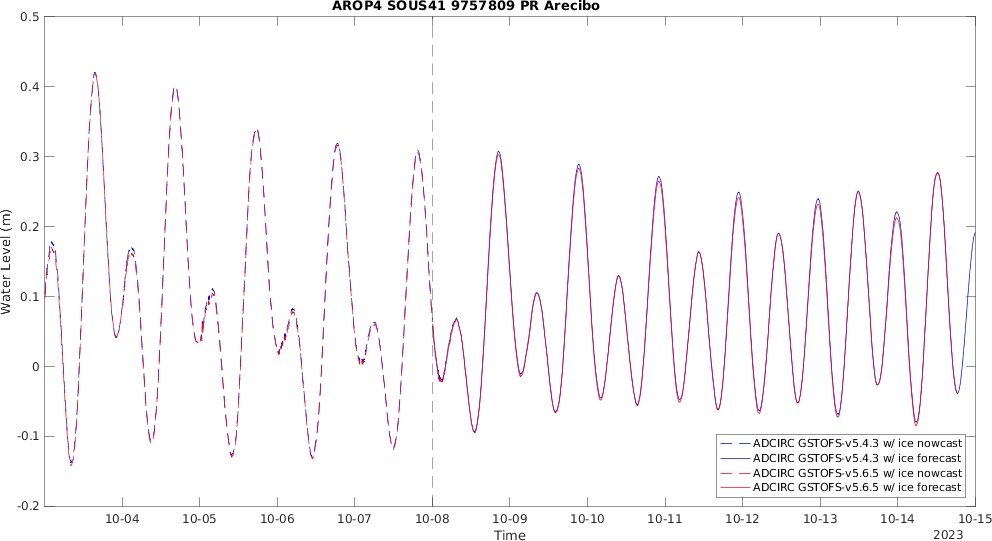 AROP4 SOUS41 9757809 PR Arecibo
0.5
0.4
0.3
0.2
0.1
0
-0.1
-0.2
Water Level (m)
10-04 10-05 10-06 10-07 10-08 10-09 10-10 10-11 10-12 10-13 10-14 10-15
2023
Time
ADCIRC GSTOFS-v5.4.3 w/ ice nowcast
ADCIRC GSTOFS-v5.4.3 w/ ice forecast
ADCIRC GSTOFS-v5.6.5 w/ ice nowcast
ADCIRC GSTOFS-v5.6.5 w/ ice forecast